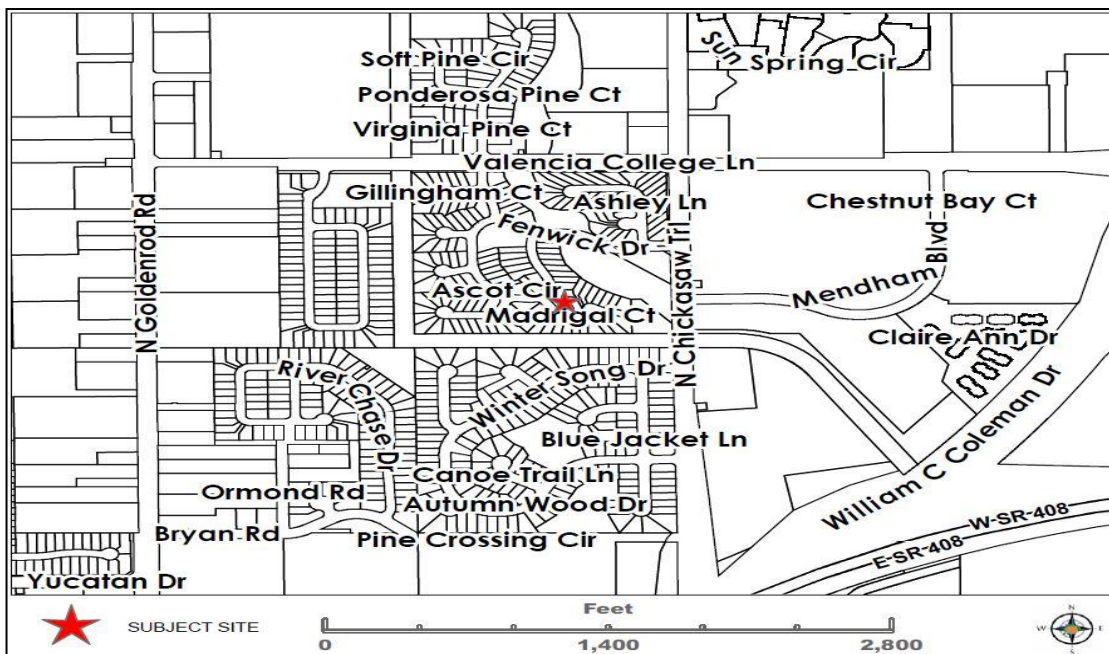 Sun
Soft Pine Cir
Spring Cir
Ponderosa Pine Ct
Virginia Pine Ct
Valencia College Ln
Gillingham Ct
Ashley Ln
Chestnut Bay Ct
Fenwick Dr
N Goldenrod Rd
N Chickasaw Trl
Mendham Blvd
Ascot Cir
Madrigal Ct
Claire Ann Dr
River Chase Dr
Winter Song Dr
Blue Jacket Ln
William C Coleman Dr
Canoe Trail Ln
Ormond Rd
Autumn Wood Dr
W SR 408
Bryan Rd
Pine Crossing Cir
E SR 408
Yucatan Dr
Feet
SUBJECT SITE
0
1,400
2,800
N
W
E
S